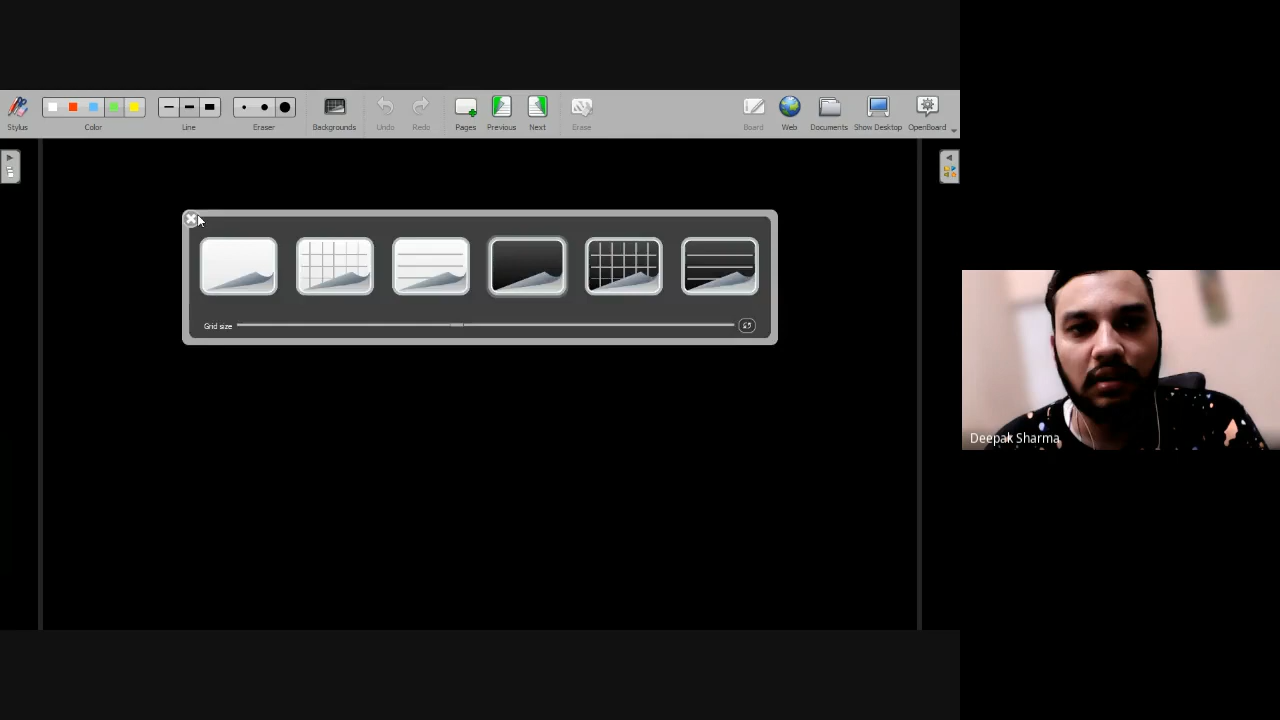 Stylus
Color
Line
Eraser
Backgrounds
Undo
Redo
Pages
Previous
Next
Erase
Board
Web
Documents
Show Desktop
OpenBoard
Grid size
Deepak Sharma